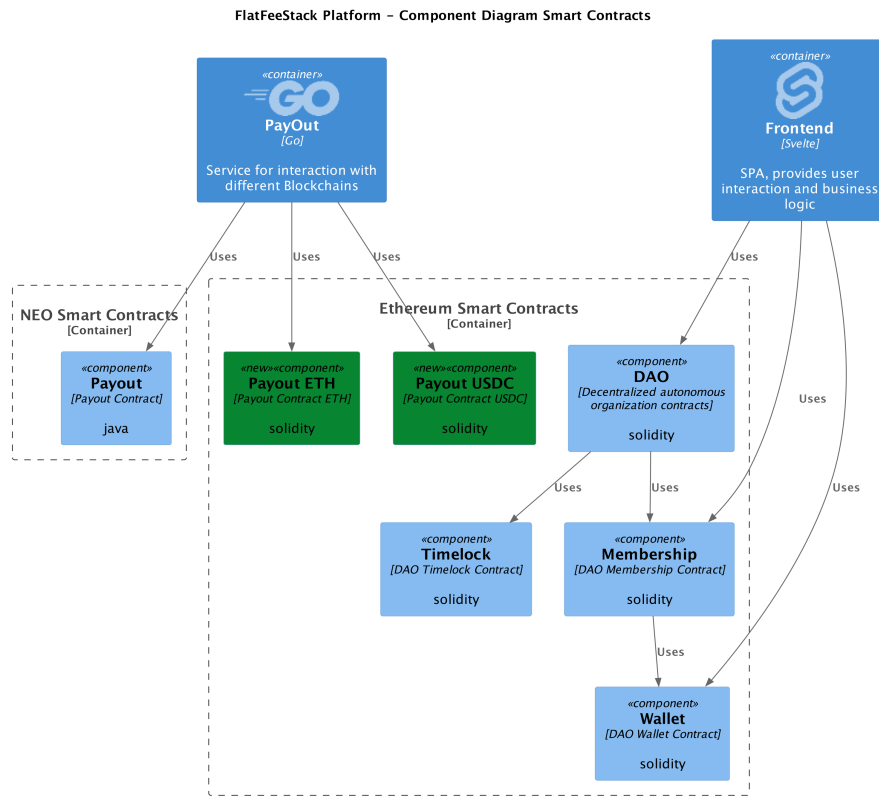 FlatFeeStack Platform - Component Diagram Smart Contracts
«container»
GO
PayOut
[Go]
Service for interaction with
different Blockchains
«container»
Frontend
[Svelte]
SPA, provides user
interaction and business
logic
Uses
Uses
Uses
Uses
NEO Smart Contracts
[Container]
Ethereum Smart Contracts
[Container]
«component»
Payout
[Payout Contract]
java
«new»«component»
Payout ETH
[Payout Contract ETH]
solidity
«new»«component»
Payout USDC
[Payout Contract USDC]
solidity
«component»
DAO
[Decentralized autonomous
organization contracts]
solidity
Uses
Uses
Uses
Uses
«component»
Timelock
[DAO Timelock Contract]
solidity
«component»
Membership
[DAO Membership Contract]
solidity
Uses
«component»
Wallet
[DAO Wallet Contract]
solidity